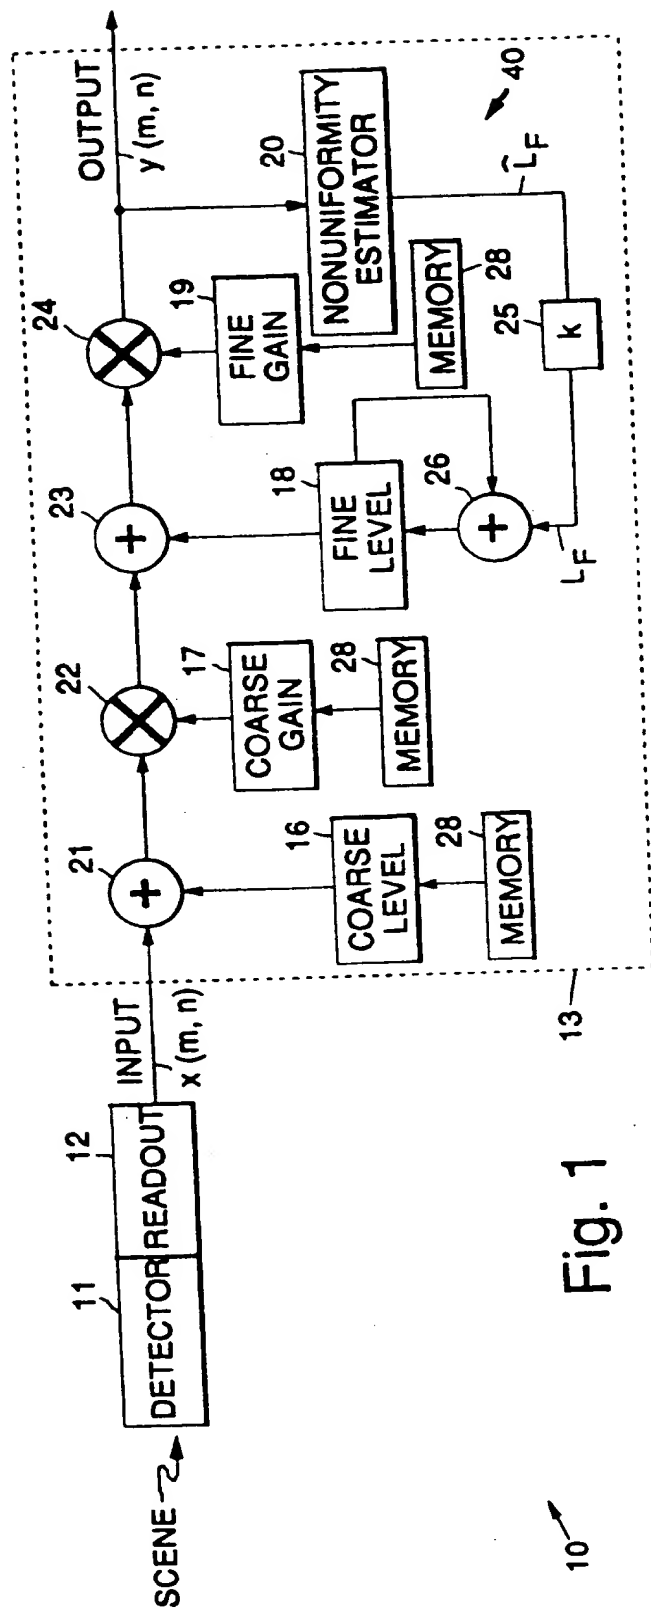 SCENE
11
DETECTOR
12
READOUT
INPUT
x (m, n)
13
21
+
16
COARSE
LEVEL
28
MEMORY
22
17
COARSE
GAIN
28
MEMORY
23
+
18
FINE
LEVEL
26
+
L_F
24
19
FINE
GAIN
28
MEMORY
20
NONUNIFORMITY
ESTIMATOR
25
k
L̂_F
40
OUTPUT
y (m, n)
10
Fig. 1